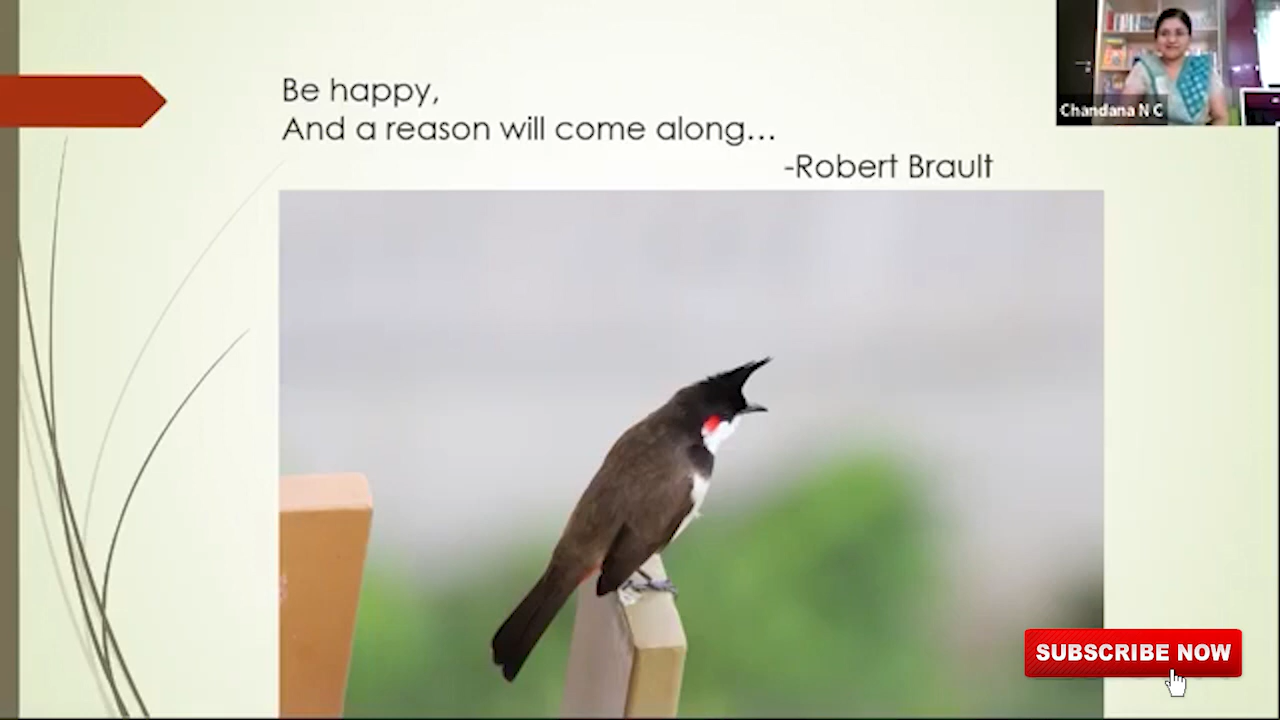 Be happy,
And a reason will come along...
-Robert Brault
Chandana N C
SUBSCRIBE NOW